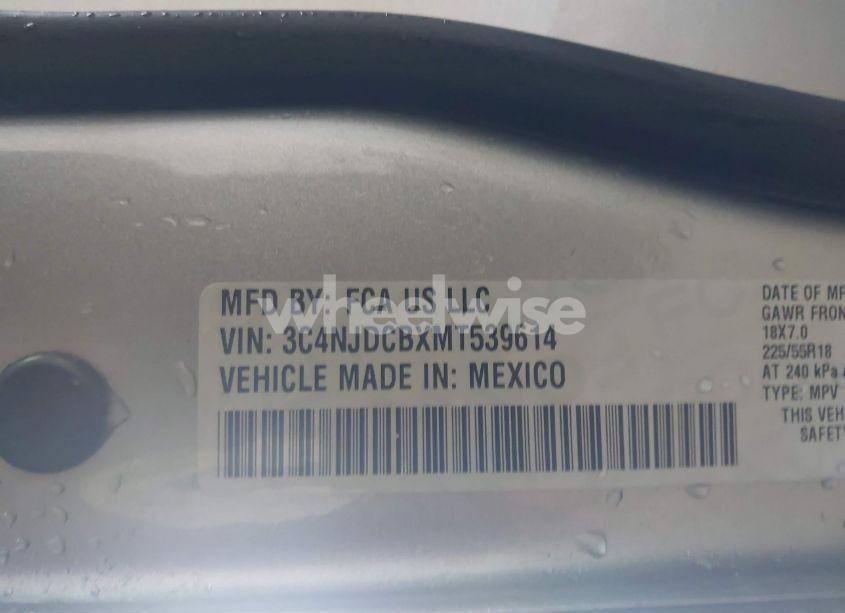 MFD BY: FCA US LLC
VIN: 3C4NJDCBXMT539614
VEHICLE MADE IN: MEXICO
wheelwise
DATE OF MF
GAWR FRON
18X7.0
225/55R18
AT 240 kPa
TYPE: MPV
THIS VEH
SAFET